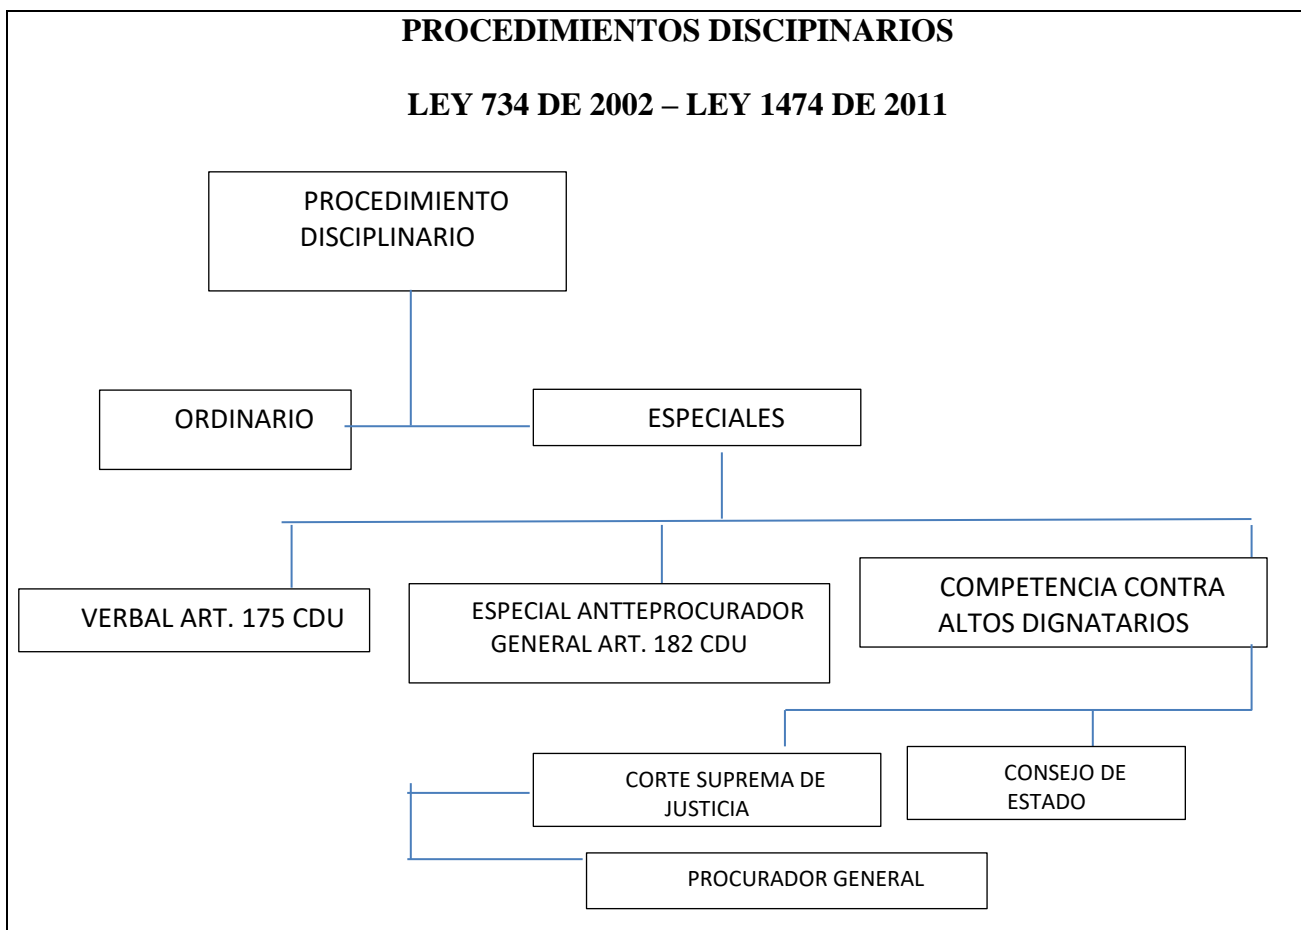 PROCEDIMIENTOS DISCIPINARIOS
LEY 734 DE 2002 – LEY 1474 DE 2011
PROCEDIMIENTO
DISCIPLINARIO
ORDINARIO
ESPECIALES
VERBAL ART. 175 CDU
ESPECIAL ANTTEPROCURADOR
GENERAL ART. 182 CDU
COMPETENCIA CONTRA
ALTOS DIGNATARIOS
CORTE SUPREMA DE
JUSTICIA
CONSEJO DE
ESTADO
PROCURADOR GENERAL